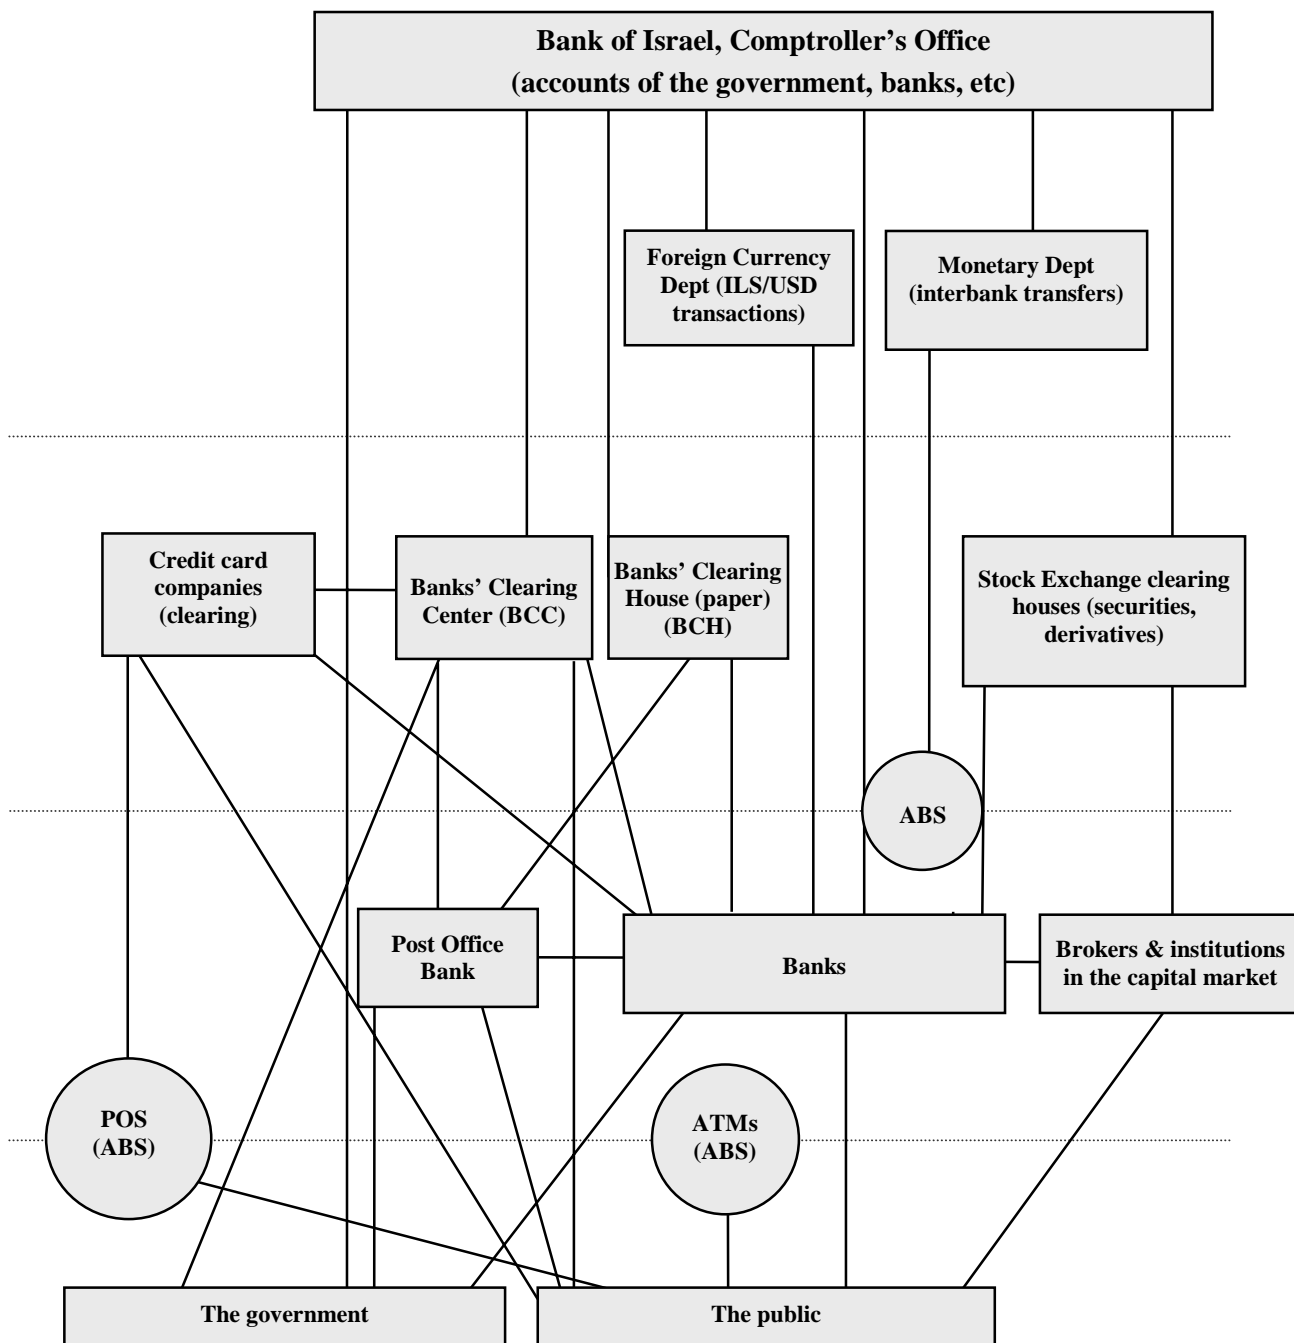 Bank of Israel, Comptroller’s Office
(accounts of the government, banks, etc)
Foreign Currency
Dept (ILS/USD
transactions)
Monetary Dept
(interbank transfers)
Credit card
companies
(clearing)
Banks’ Clearing
Center (BCC)
Banks’ Clearing
House (paper)
(BCH)
Stock Exchange clearing
houses (securities,
derivatives)
ABS
Post Office
Bank
Banks
Brokers & institutions
in the capital market
POS
(ABS)
ATMs
(ABS)
The government
The public